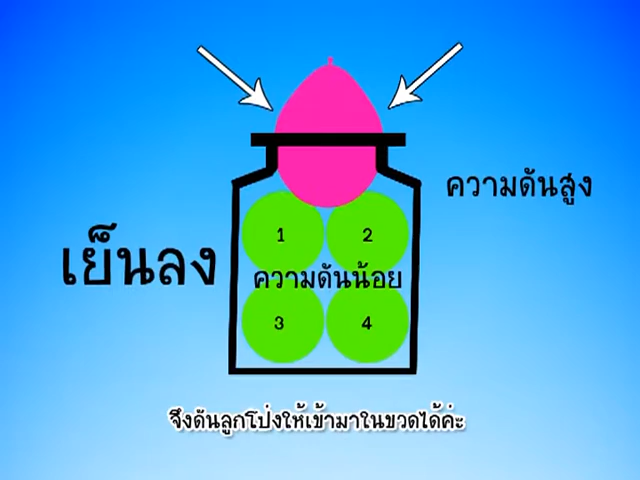 ความดันสูง
เย็นลง
1 2
ความดันน้อย
3 4
จึงดันลูกโป่งให้เข้ามาในขวดได้ค่ะ